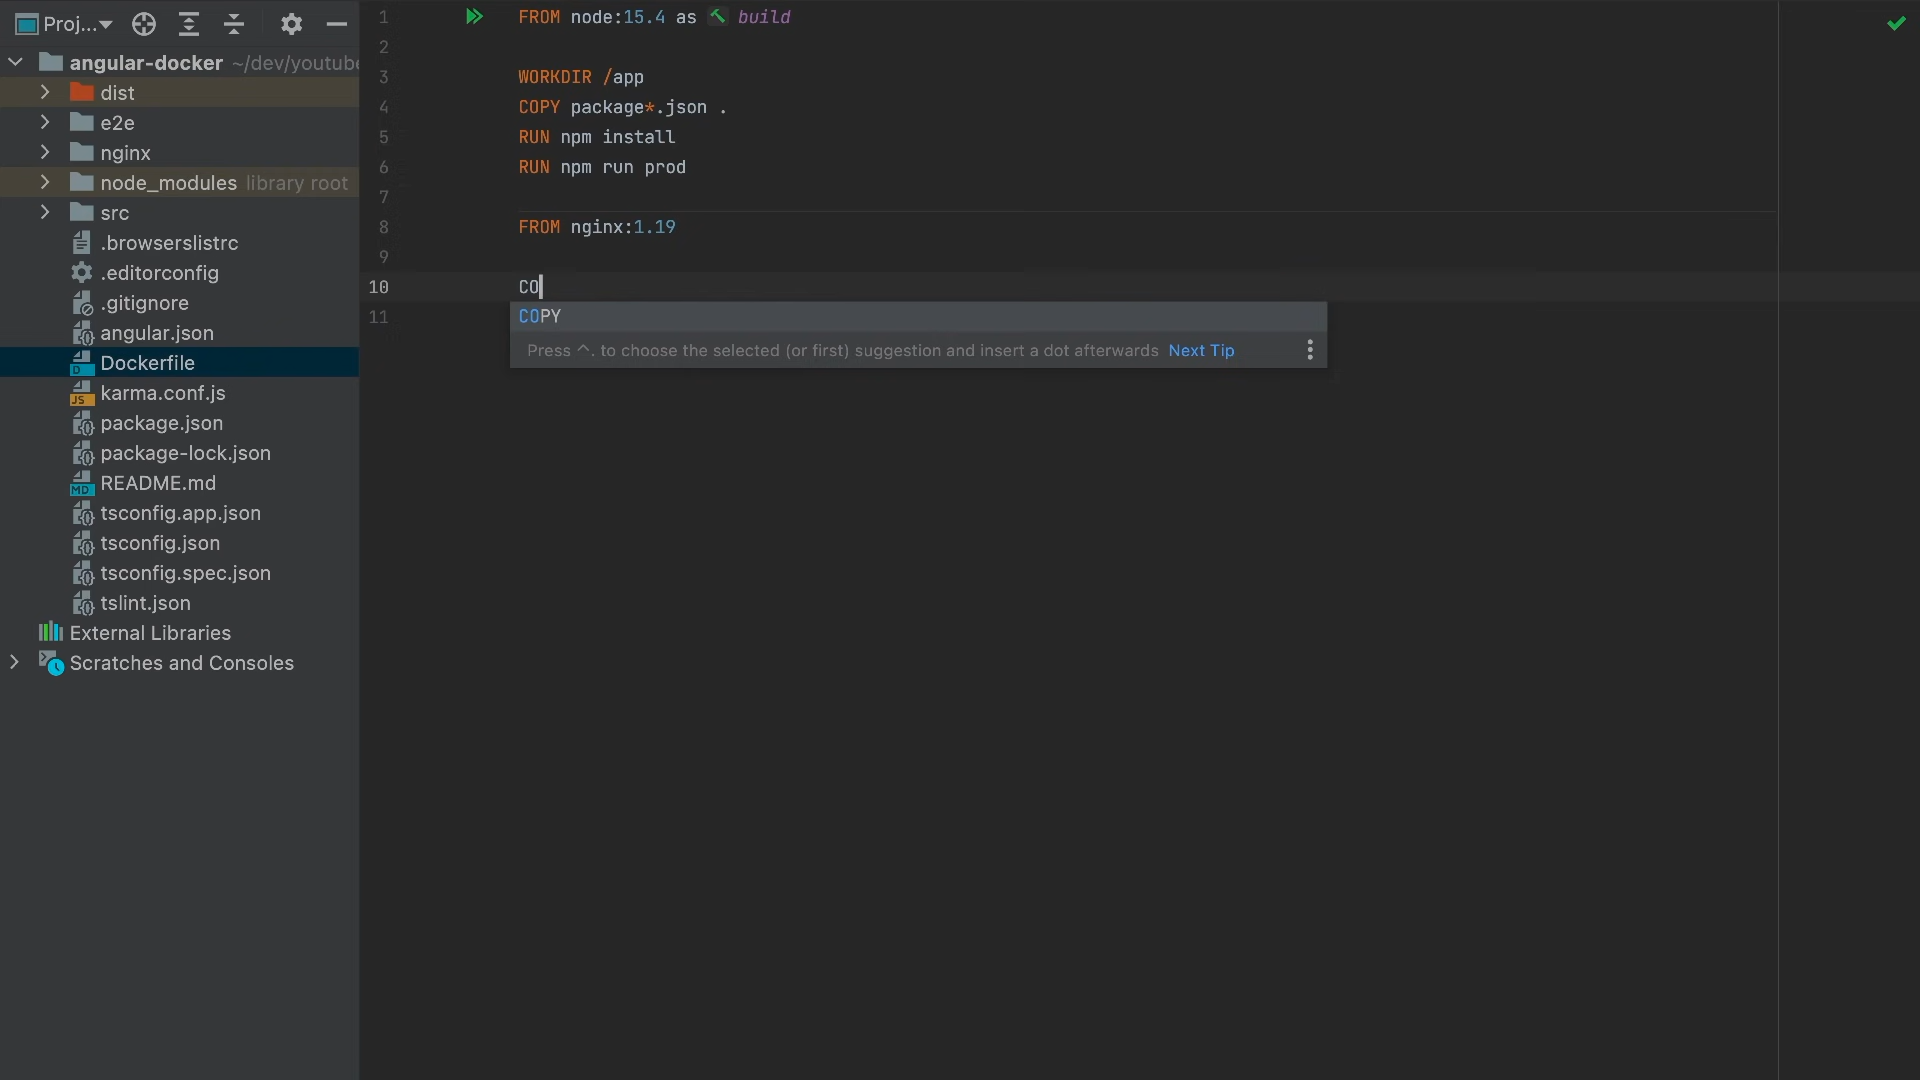 Proj...
angular-docker ~/dev/youtube
dist
e2e
nginx
node_modules library root
src
.browserslistrc
.editorconfig
.gitignore
angular.json
Dockerfile
karma.conf.js
package.json
package-lock.json
README.md
tsconfig.app.json
tsconfig.json
tsconfig.spec.json
tslint.json
External Libraries
Scratches and Consoles
1 FROM node:15.4 as build
2
3 WORKDIR /app
4 COPY package*.json .
5 RUN npm install
6 RUN npm run prod
7
8 FROM nginx:1.19
9
10 CO
11
COPY
Press ^. to choose the selected (or first) suggestion and insert a dot afterwards Next Tip